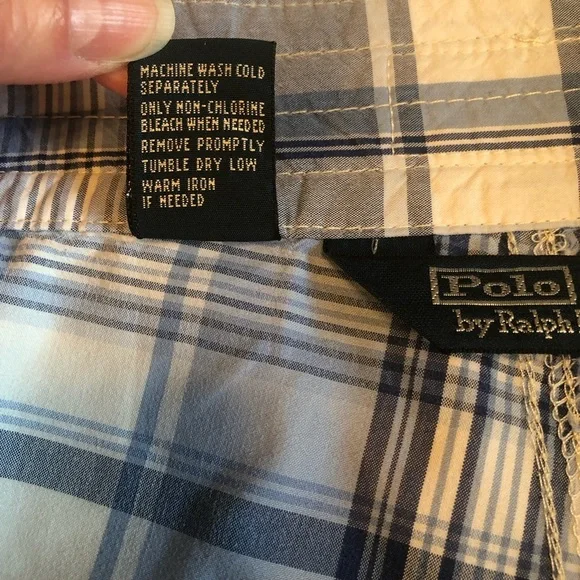 MACHINE WASH COLD
SEPARATELY
ONLY NON-CHLORINE
BLEACH WHEN NEEDED
REMOVE PROMPTLY
TUMBLE DRY LOW
WARM IRON
IF NEEDED
Polo
by Ralph